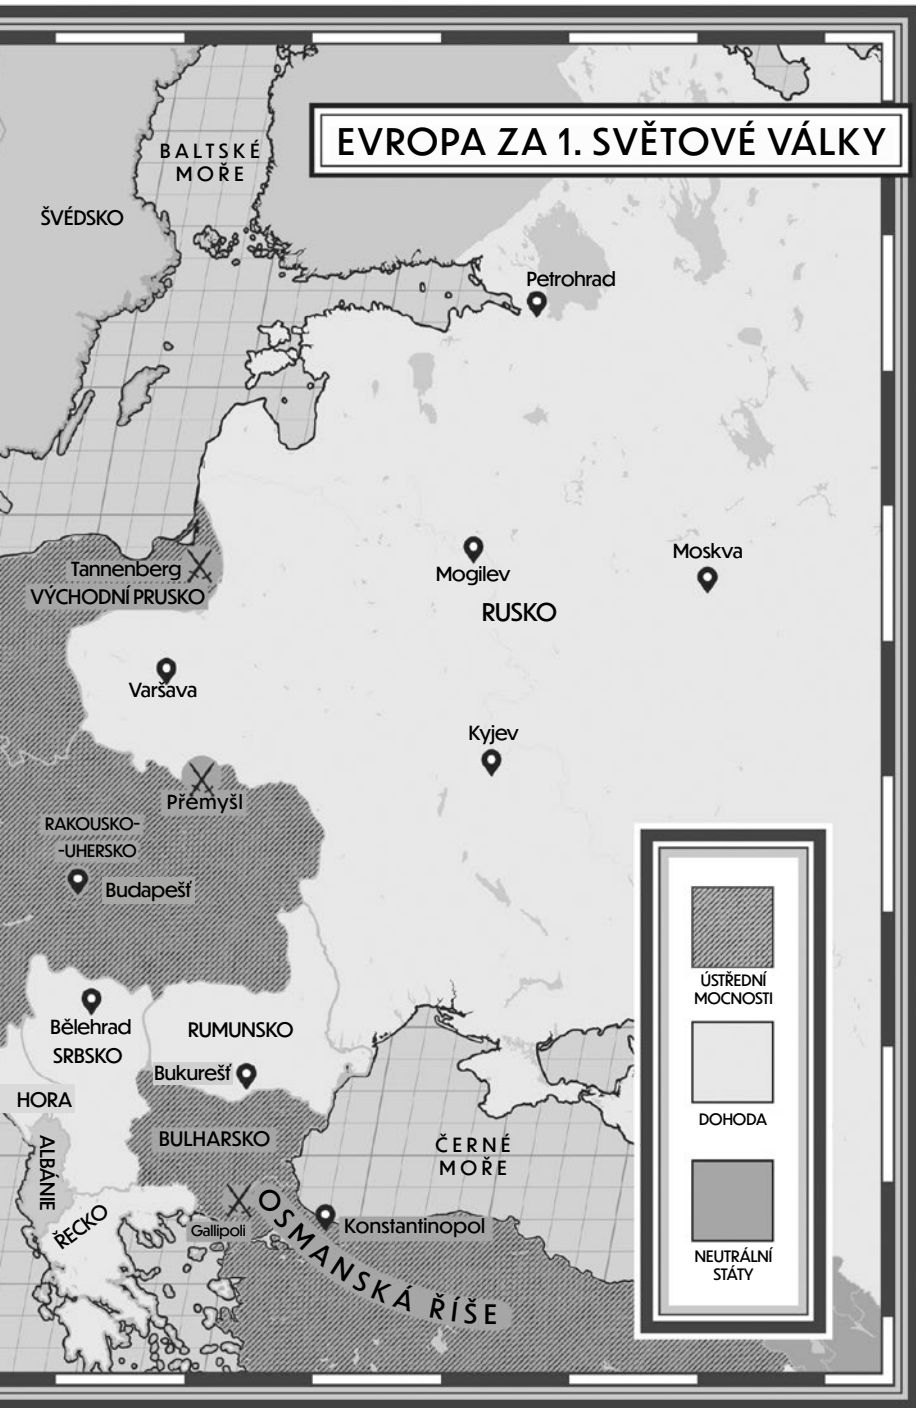 EVROPA ZA 1. SVĚTOVÉ VÁLKY
BALTSKÉ
MOŘE
ŠVÉDSKO
Petrohrad
Tannenberg
VÝCHODNÍ PRUSKO
Mogilev
Moskva
RUSKO
Varšava
Kyjev
Přemyšl
RAKOUSKO-
-UHERSKO
Budapešť
Bělehrad
SRBSKO
RUMUNSKO
Bukurešť
HORA
BULHARSKO
ALBÁNIE
ŘECKO
ČERNÉ
MOŘE
Gallipoli
Konstantinopol
OSMANSKÁ ŘÍŠE
ÚSTŘEDNÍ
MOCNOSTI
DOHODA
NEUTRÁLNÍ
STÁTY